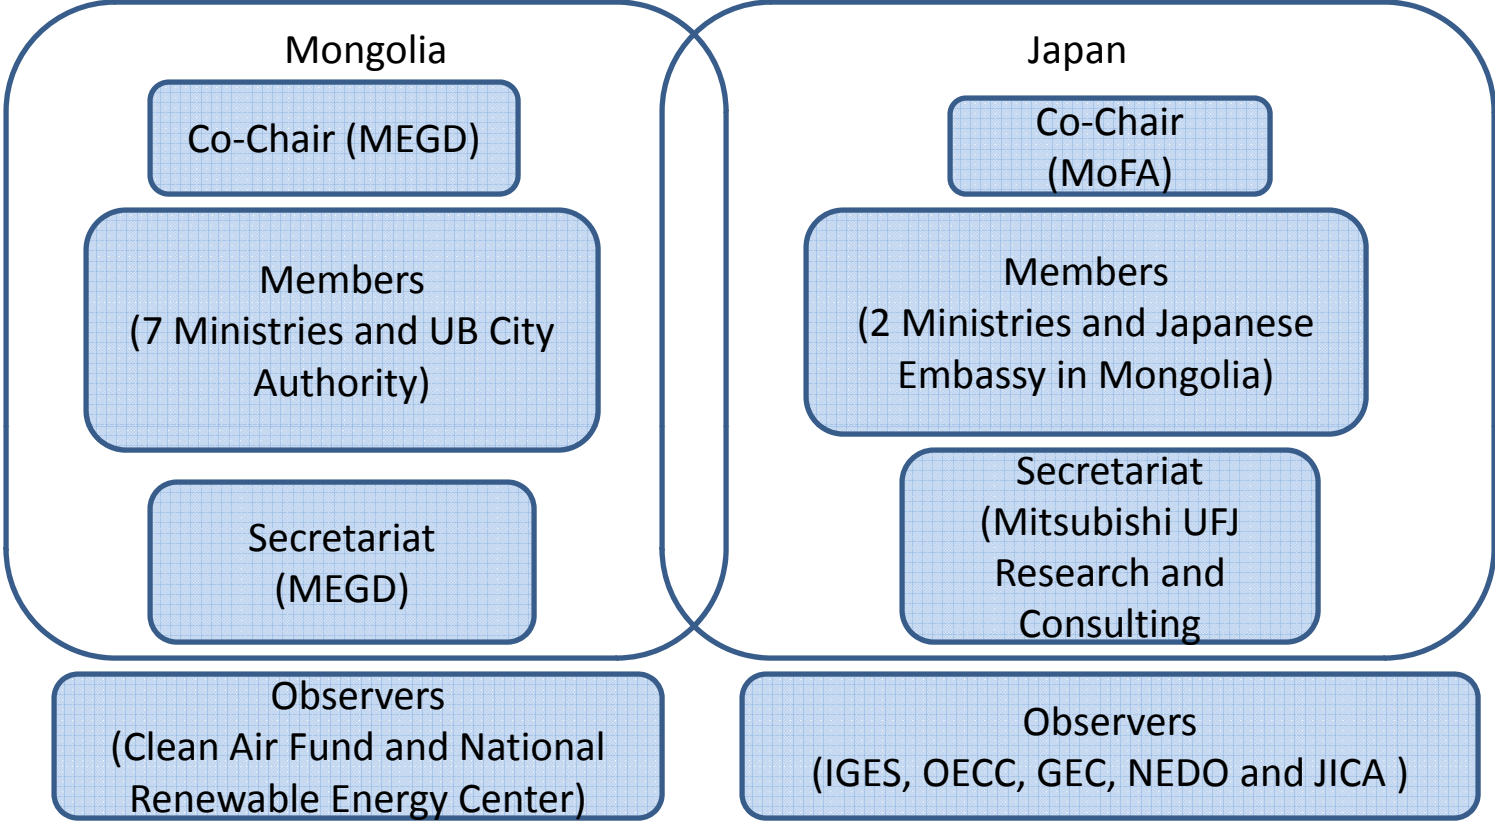 Mongolia
Co-Chair (MEGD)
Members
(7 Ministries and UB City
Authority)
Secretariat
(MEGD)
Observers
(Clean Air Fund and National
Renewable Energy Center)
Japan
Co-Chair
(MoFA)
Members
(2 Ministries and Japanese
Embassy in Mongolia)
Secretariat
(Mitsubishi UFJ
Research and
Consulting
Observers
(IGES, OECC, GEC, NEDO and JICA )